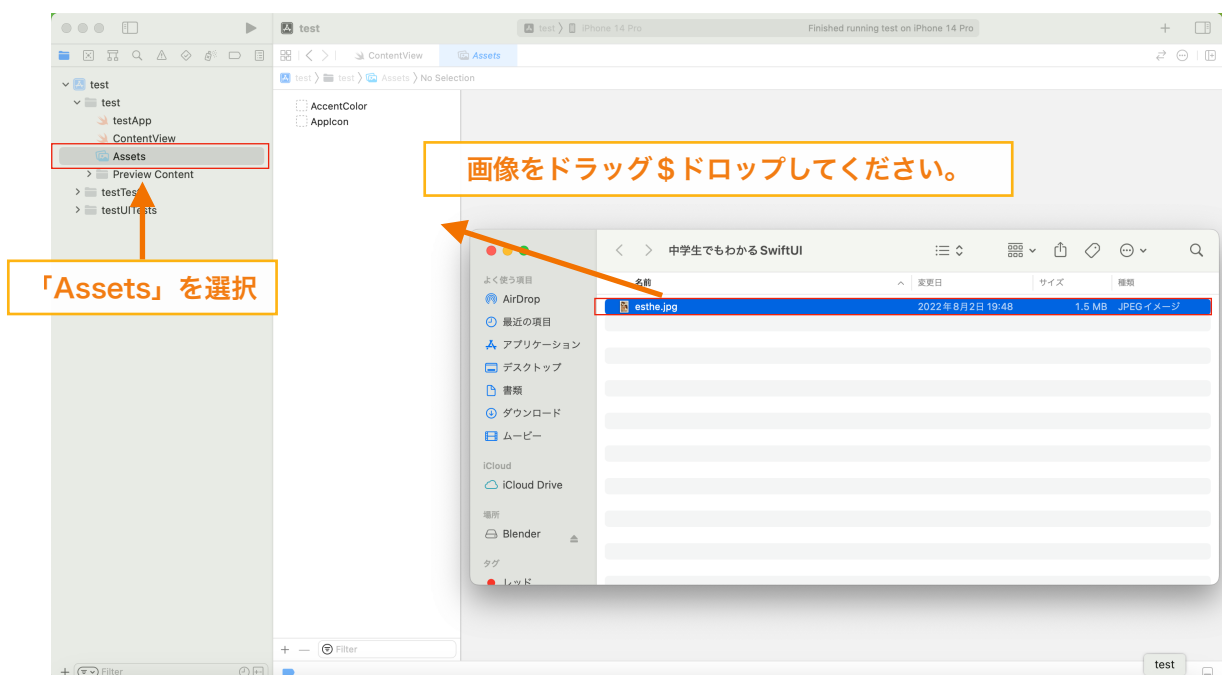 test
test
iPhone 14 Pro
Finished running test on iPhone 14 Pro
ContentView
Assets
test
test
Assets
No Selection
test
test
testApp
ContentView
Assets
Preview Content
testTes
testUITests
AccentColor
AppIcon
画像をドラッグ$ドロップしてください。
「Assets」を選択
中学生でもわかる SwiftUI
よく使う項目
AirDrop
最近の項目
アプリケーション
デスクトップ
書類
ダウンロード
ムービー
iCloud
iCloud Drive
場所
Blender
タグ
レッド
名前
変更日
サイズ
種類
esthe.jpg
2022年8月2日 19:48
1.5 MB
JPEGイメージ
Filter
Filter
test